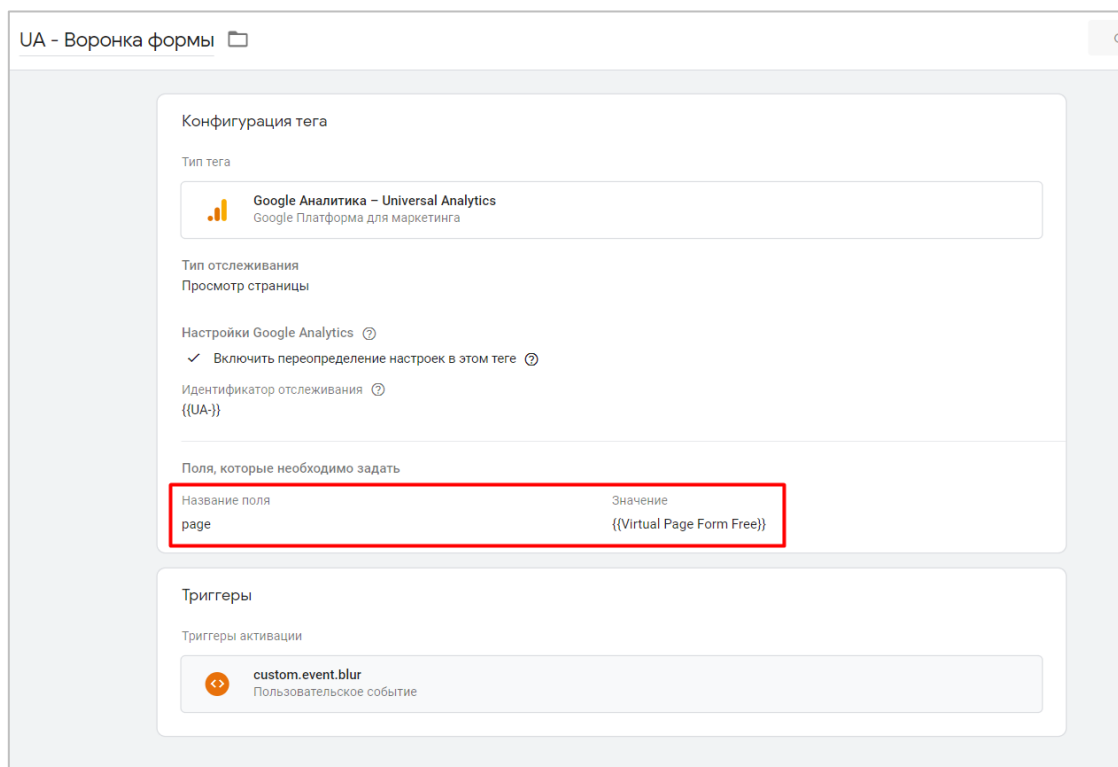 UA - Воронка формы
Конфигурация тега
Тип тега
Google Аналитика – Universal Analytics
Google Платформа для маркетинга
Тип отслеживания
Просмотр страницы
Настройки Google Analytics
Включить переопределение настроек в этом теге
Идентификатор отслеживания
{{UA-}}
Поля, которые необходимо задать
Название поля Значение
page {{Virtual Page Form Free}}
Триггеры
Триггеры активации
custom.event.blur
Пользовательское событие